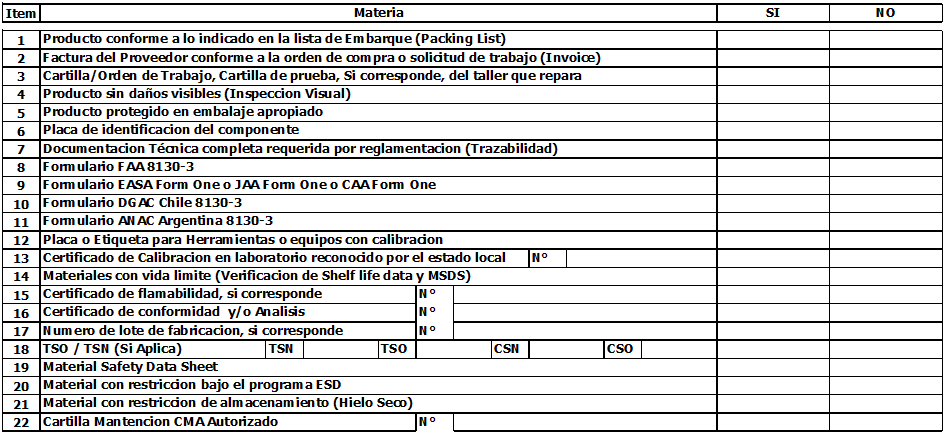 Item Materia SI NO
1 Producto conforme a lo indicado en la lista de Embarque (Packing List)
2 Factura del Proveedor conforme a la orden de compra o solicitud de trabajo (Invoice)
3 Cartilla/Orden de Trabajo, Cartilla de prueba, Si corresponde, del taller que repara
4 Producto sin daños visibles (Inspeccion Visual)
5 Producto protegido en embalaje apropiado
6 Placa de identificacion del componente
7 Documentacion Técnica completa requerida por reglamentacion (Trazabilidad)
8 Formulario FAA 8130-3
9 Formulario EASA Form One o JAA Form One o CAA Form One
10 Formulario DGAC Chile 8130-3
11 Formulario ANAC Argentina 8130-3
12 Placa o Etiqueta para Herramientas o equipos con calibracion
13 Certificado de Calibracion en laboratorio reconocido por el estado local N°
14 Materiales con vida limite (Verificacion de Shelf life data y MSDS)
15 Certificado de flamabilidad, si corresponde N°
16 Certificado de conformidad y/o Analisis N°
17 Numero de lote de fabricacion, si corresponde N°
18 TSO / TSN (Si Aplica) TSN TSO CSN CSO
19 Material Safety Data Sheet
20 Material con restriccion bajo el programa ESD
21 Material con restriccion de almacenamiento (Hielo Seco)
22 Cartilla Mantencion CMA Autorizado N°